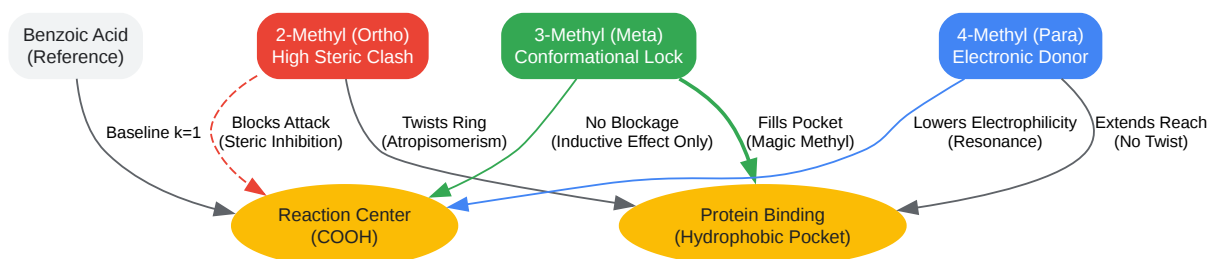 Benzoic Acid
(Reference)
2-Methyl (Ortho)
High Steric Clash
3-Methyl (Meta)
Conformational Lock
4-Methyl (Para)
Electronic Donor
Baseline k=1
Blocks Attack
(Steric Inhibition)
Twists Ring
(Atropisomerism)
No Blockage
(Inductive Effect Only)
Fills Pocket
(Magic Methyl)
Lowers Electrophilicity
(Resonance)
Extends Reach
(No Twist)
Reaction Center
(COOH)
Protein Binding
(Hydrophobic Pocket)